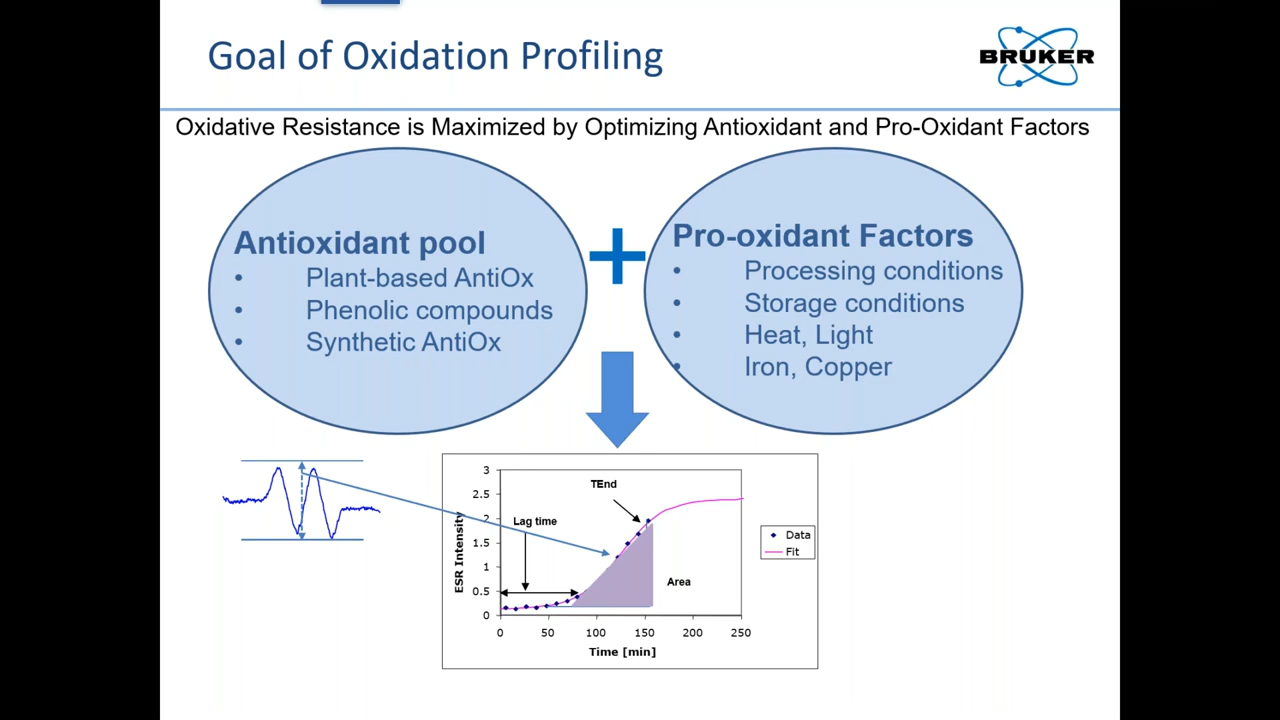 Goal of Oxidation Profiling
BRUKER
Oxidative Resistance is Maximized by Optimizing Antioxidant and Pro-Oxidant Factors
Antioxidant pool
• Plant-based AntiOx
• Phenolic compounds
• Synthetic AntiOx
+
Pro-oxidant Factors
• Processing conditions
• Storage conditions
• Heat, Light
• Iron, Copper
ESR Intensity
3
2.5
2
1.5
1
0.5
0
TEnd
Lag time
Area
Data
Fit
0 50 100 150 200 250
Time [min]